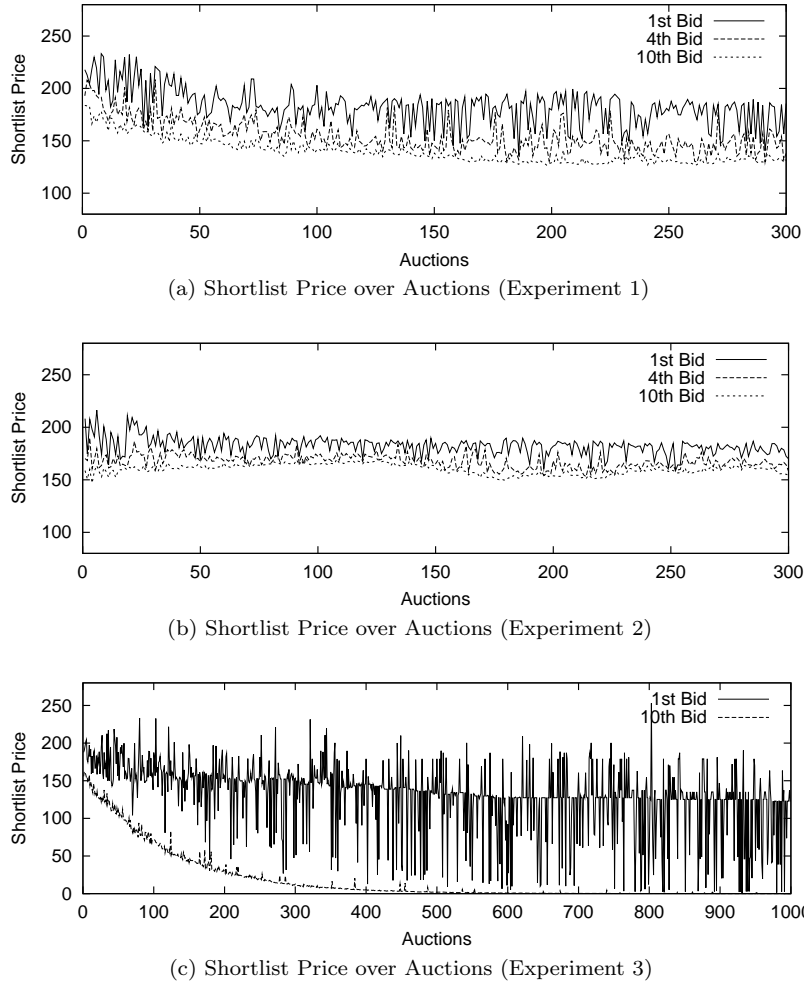 250
200
150
100
Shortlist Price
1st Bid
4th Bid
10th Bid
0 50 100 150 200 250 300
Auctions
(a) Shortlist Price over Auctions (Experiment 1)
250
200
150
100
Shortlist Price
1st Bid
4th Bid
10th Bid
0 50 100 150 200 250 300
Auctions
(b) Shortlist Price over Auctions (Experiment 2)
250
200
150
100
50
0
Shortlist Price
1st Bid
10th Bid
0 100 200 300 400 500 600 700 800 900 1000
Auctions
(c) Shortlist Price over Auctions (Experiment 3)